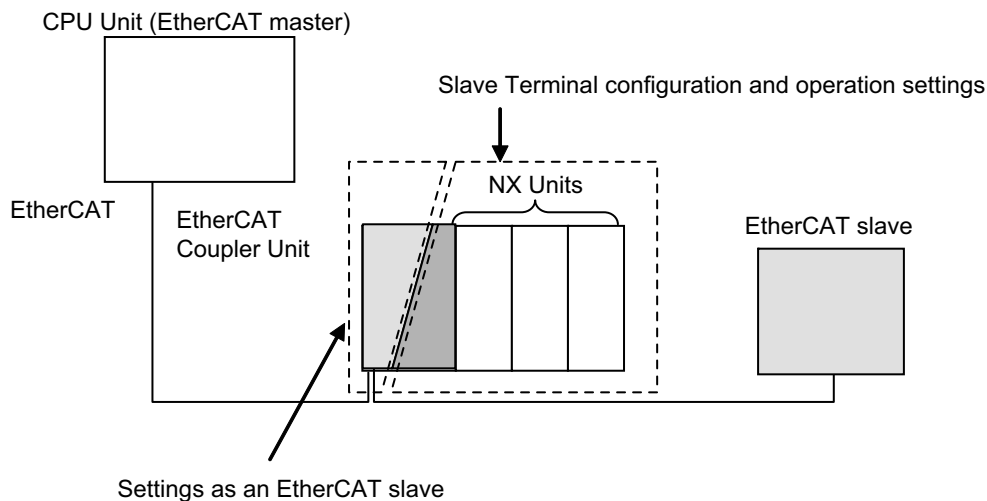 CPU Unit (EtherCAT master)
Slave Terminal configuration and operation settings
NX Units
EtherCAT
EtherCAT
Coupler Unit
EtherCAT slave
Settings as an EtherCAT slave